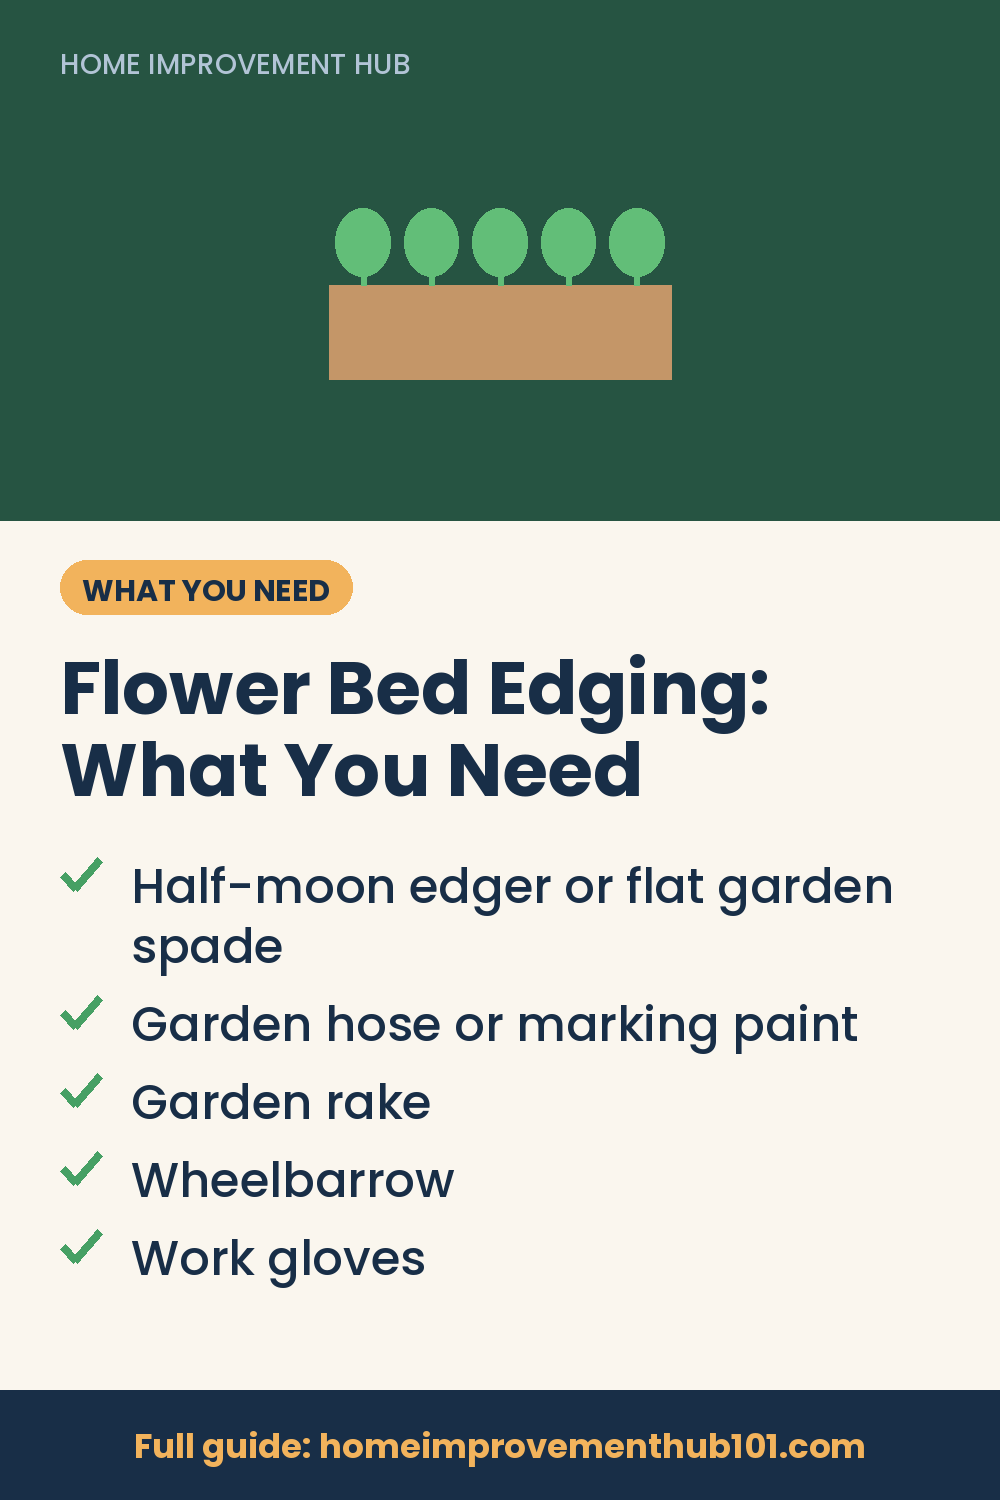 HOME IMPROVEMENT HUB
WHAT YOU NEED
Flower Bed Edging:
What You Need
Half-moon edger or flat garden
spade
Garden hose or marking paint
Garden rake
Wheelbarrow
Work gloves
Full guide: homeimprovementhub101.com